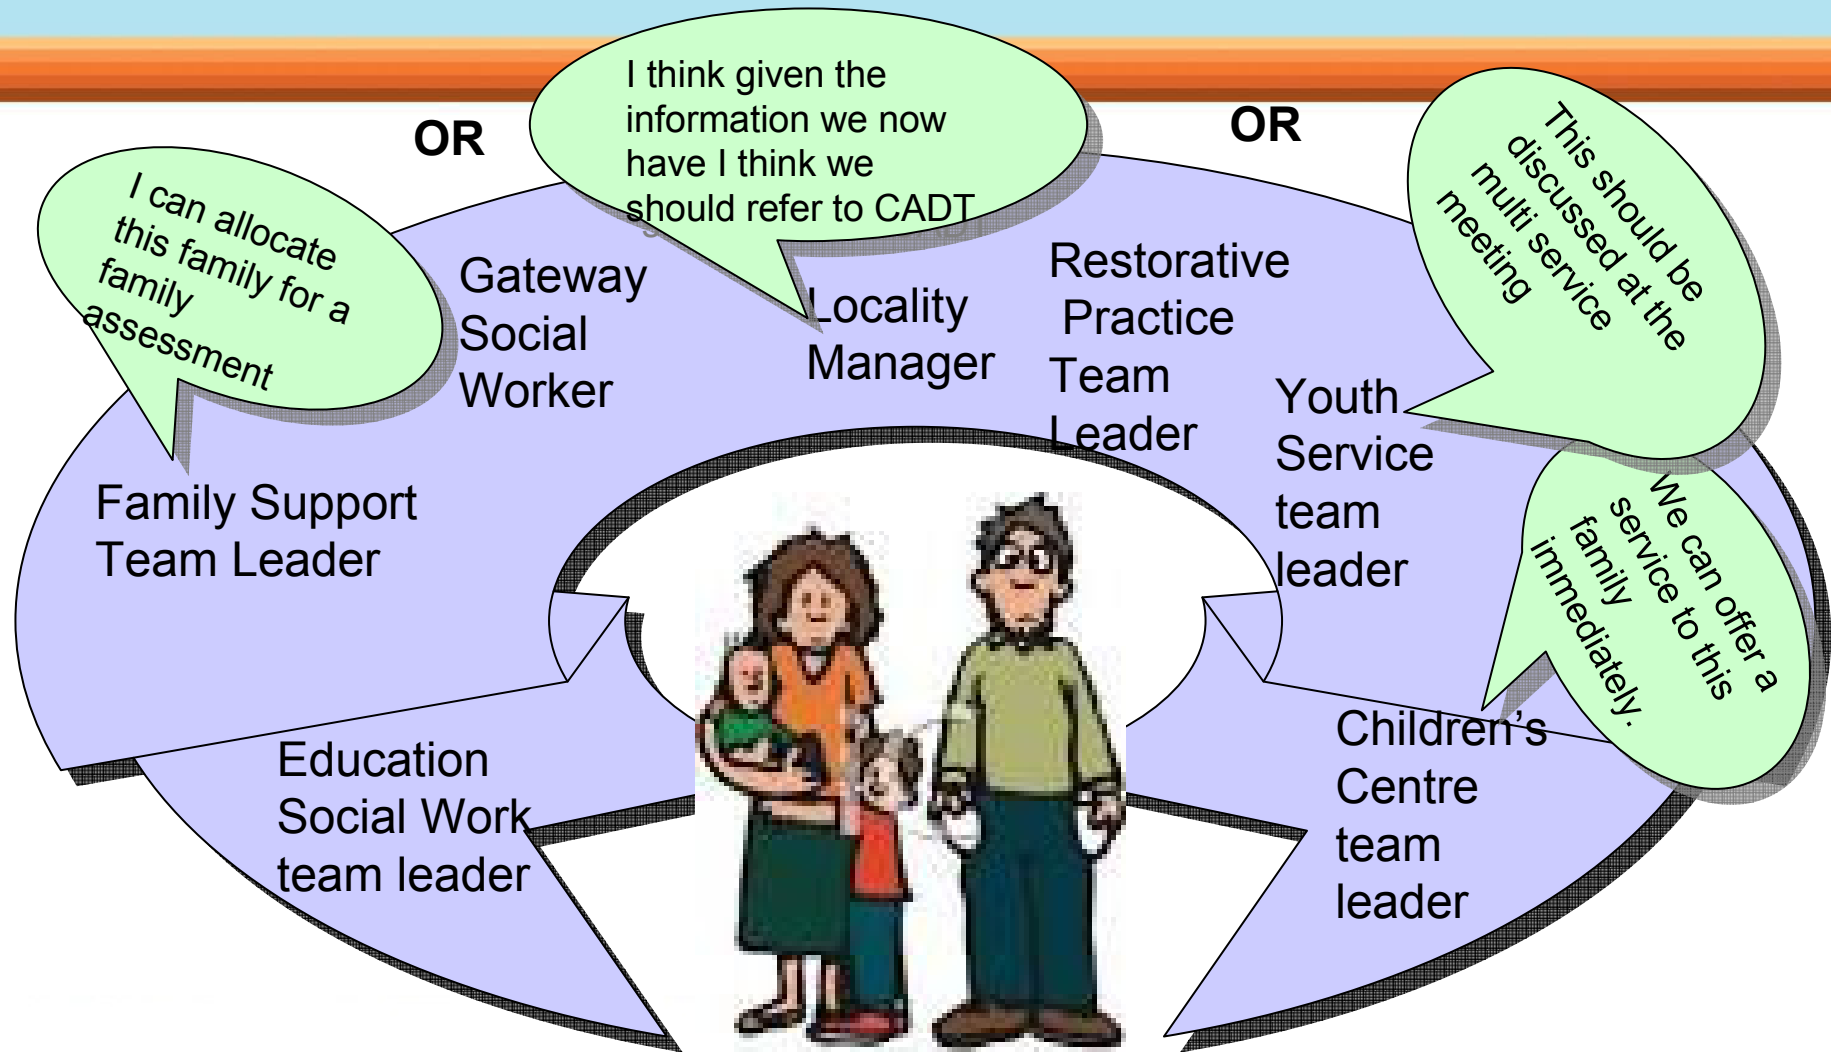 OR
I think given the
information we now
have I think we
should refer to CADT
OR
This should be
discussed at the
multi service
meeting
I can allocate
this family for a
family
assessment
Gateway
Social
Worker
Locality
Manager
Restorative
Practice
Team
Leader
Youth
Service
team
leader
Family Support
Team Leader
We can offer a
service to this
family
immediately.
Education
Social Work
team leader
Children's
Centre
team
leader